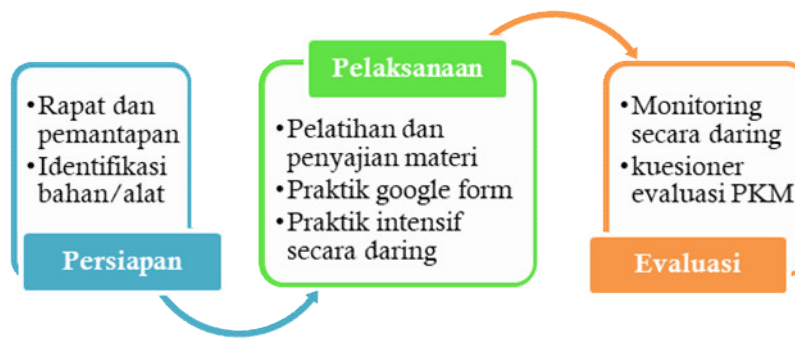 •Rapat dan
pemantapan
•Identifikasi
bahan/alat
Persiapan
Pelaksanaan
•Pelatihan dan
penyajian materi
•Praktik google form
•Praktik intensif
secara daring
•Monitoring
secara daring
•kuesioner
evaluasi PKM
Evaluasi